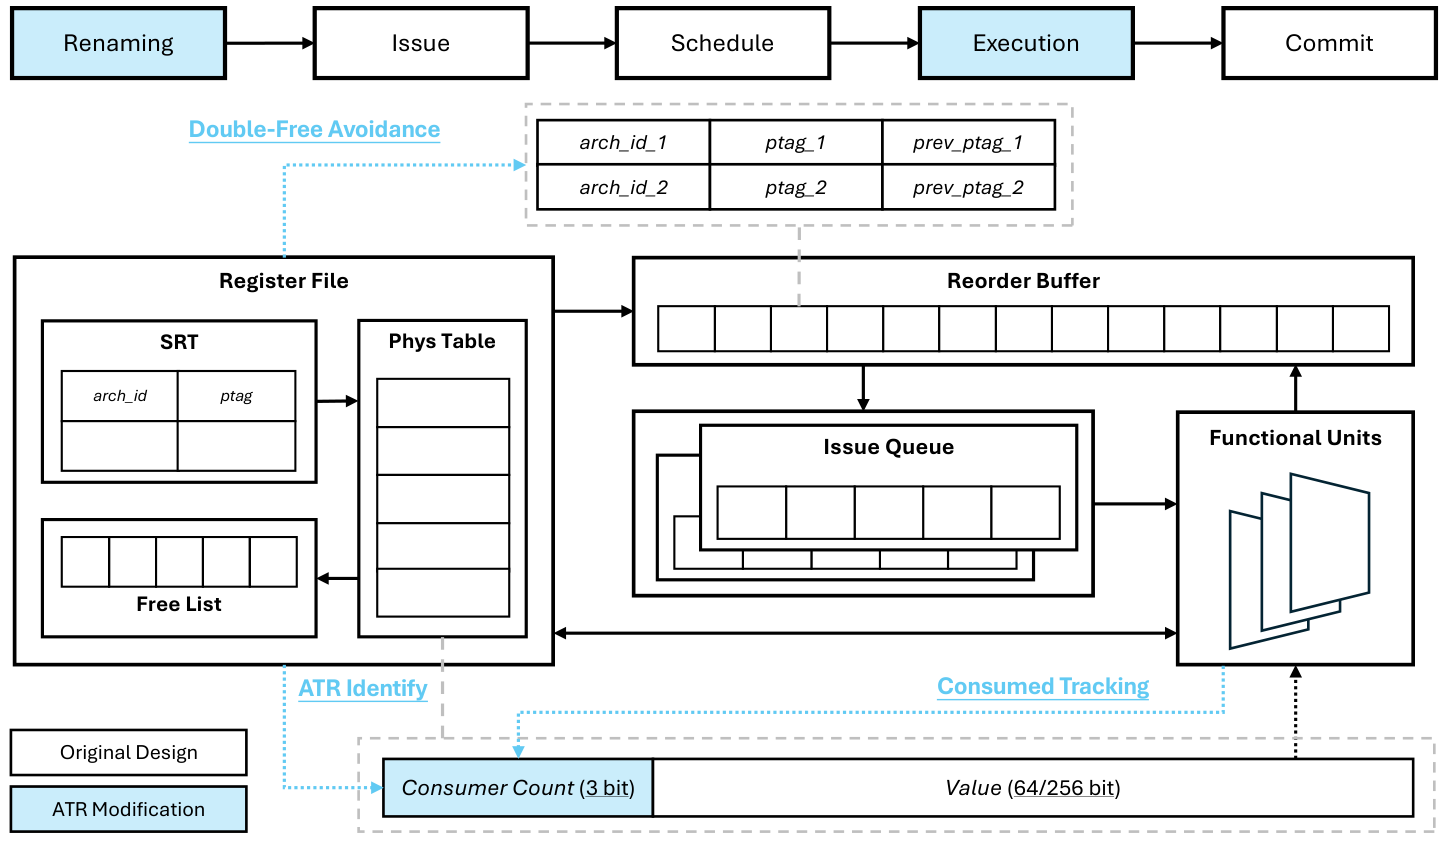 Renaming
Issue
Schedule
Execution
Commit
Double-Free Avoidance
arch_id_1 ptag_1 prev_ptag_1
arch_id_2 ptag_2 prev_ptag_2
Register File
Reorder Buffer
SRT
arch_id ptag
Phys Table
Free List
Issue Queue
Functional Units
ATR Identify
Consumed Tracking
Original Design
ATR Modification
Consumer Count (3 bit)
Value (64/256 bit)